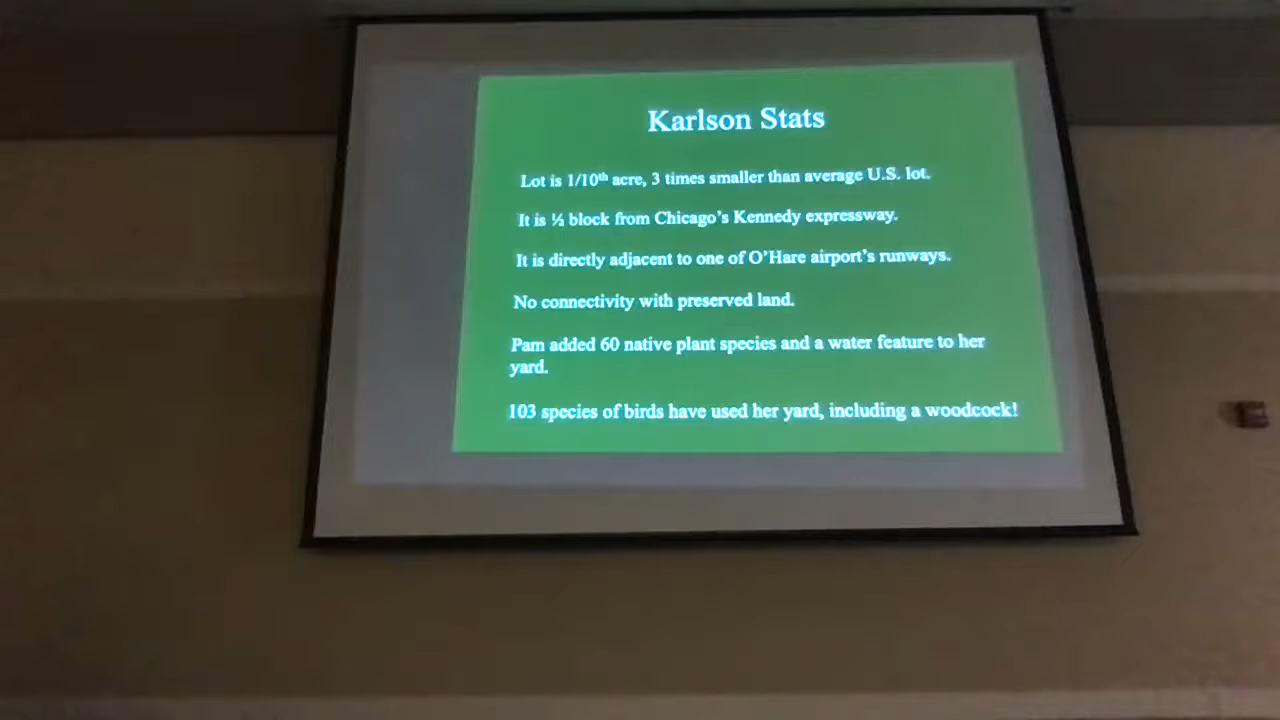 Karlson Stats
Lot is 1/10th acre, 3 times smaller than average U.S. lot.
It is ½ block from Chicago's Kennedy expressway.
It is directly adjacent to one of O'Hare airport's runways.
No connectivity with preserved land.
Pam added 60 native plant species and a water feature to her
yard.
103 species of birds have used her yard, including a woodcock!